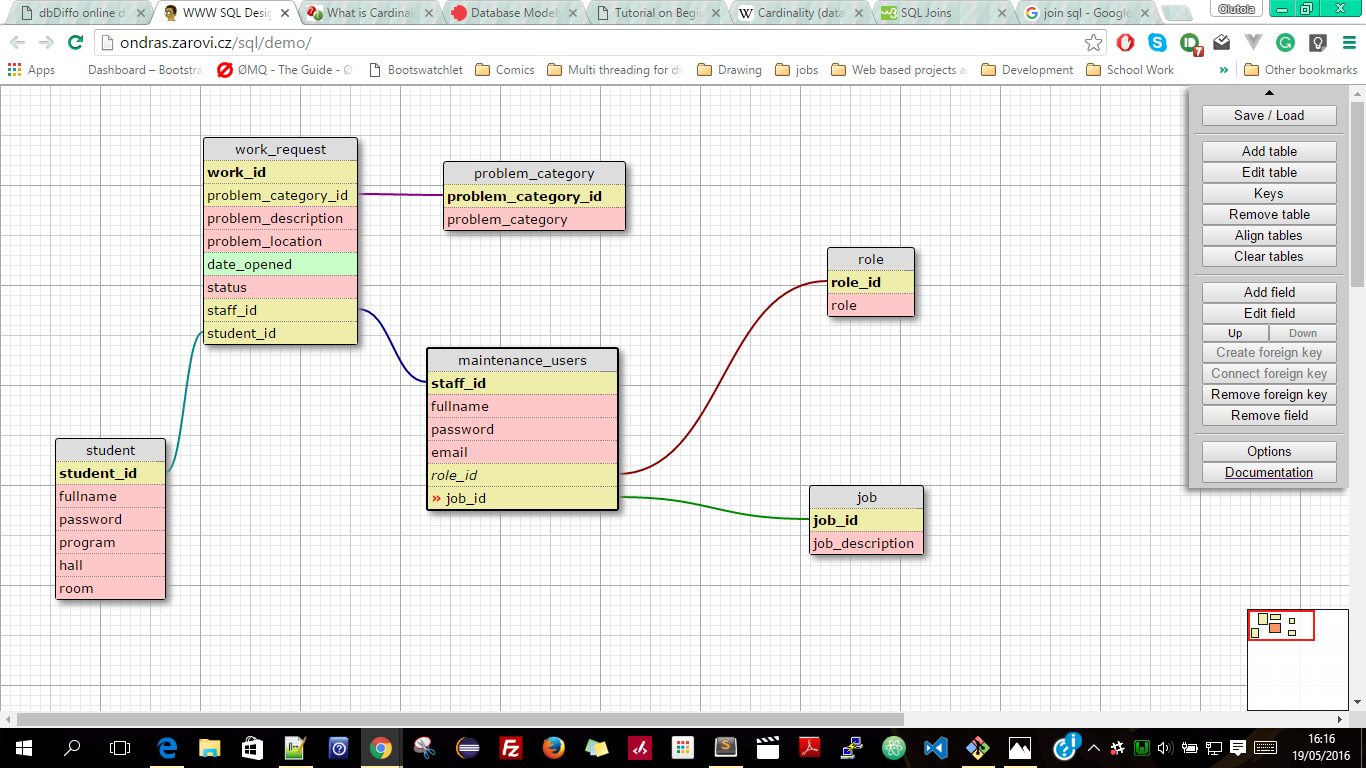 dbDiffo online d
WWW SQL Desi
What is Cardinal
Database Model
Tutorial on Begi
Cardinality (data
SQL Joins
join sql - Google
Olutola
ondras.zarovi.cz/sql/demo/
7
Apps
Dashboard – Bootstra
ØMQ - The Guide - Ø
Bootswatchlet
Comics
Multi threading for di
Drawing
jobs
Web based projects a
Development
School Work
»
Other bookmarks
work_request
work_id
problem_category_id
problem_description
problem_location
date_opened
status
staff_id
student_id
problem_category
problem_category_id
problem_category
role
role_id
role
maintenance_users
staff_id
fullname
password
email
role_id
» job_id
student
student_id
fullname
password
program
hall
room
job
job_id
job_description
Save / Load
Add table
Edit table
Keys
Remove table
Align tables
Clear tables
Add field
Edit field
Up
Down
Create foreign key
Connect foreign key
Remove foreign key
Remove field
Options
Documentation
16:16
19/05/2016